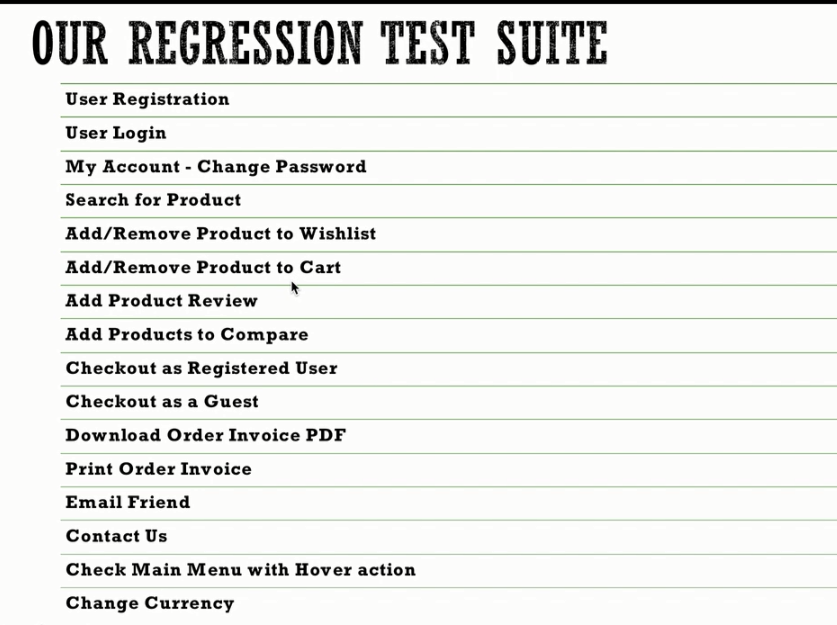 OUR REGRESSION TEST SUITE
User Registration
User Login
My Account - Change Password
Search for Product
Add/Remove Product to Wishlist
Add/Remove Product to Cart
Add Product Review
Add Products to Compare
Checkout as Registered User
Checkout as a Guest
Download Order Invoice PDF
Print Order Invoice
Email Friend
Contact Us
Check Main Menu with Hover action
Change Currency